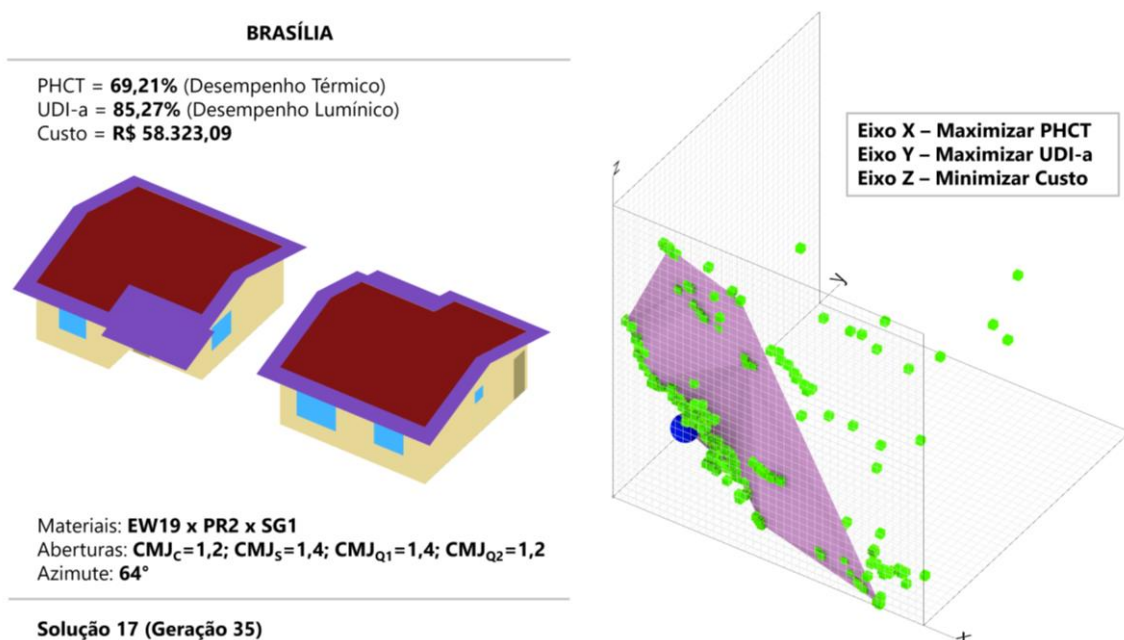 BRASÍLIA
PHCT = 69,21% (Desempenho Térmico)
UDI-a = 85,27% (Desempenho Lumínico)
Custo = R$ 58.323,09
Materiais: EW19 x PR2 x SG1
Aberturas: CMJC=1,2; CMJS=1,4; CMJQ1=1,4; CMJQ2=1,2
Azimute: 64°
Solução 17 (Geração 35)
Eixo X – Maximizar PHCT
Eixo Y – Maximizar UDI-a
Eixo Z – Minimizar Custo
z
y
x